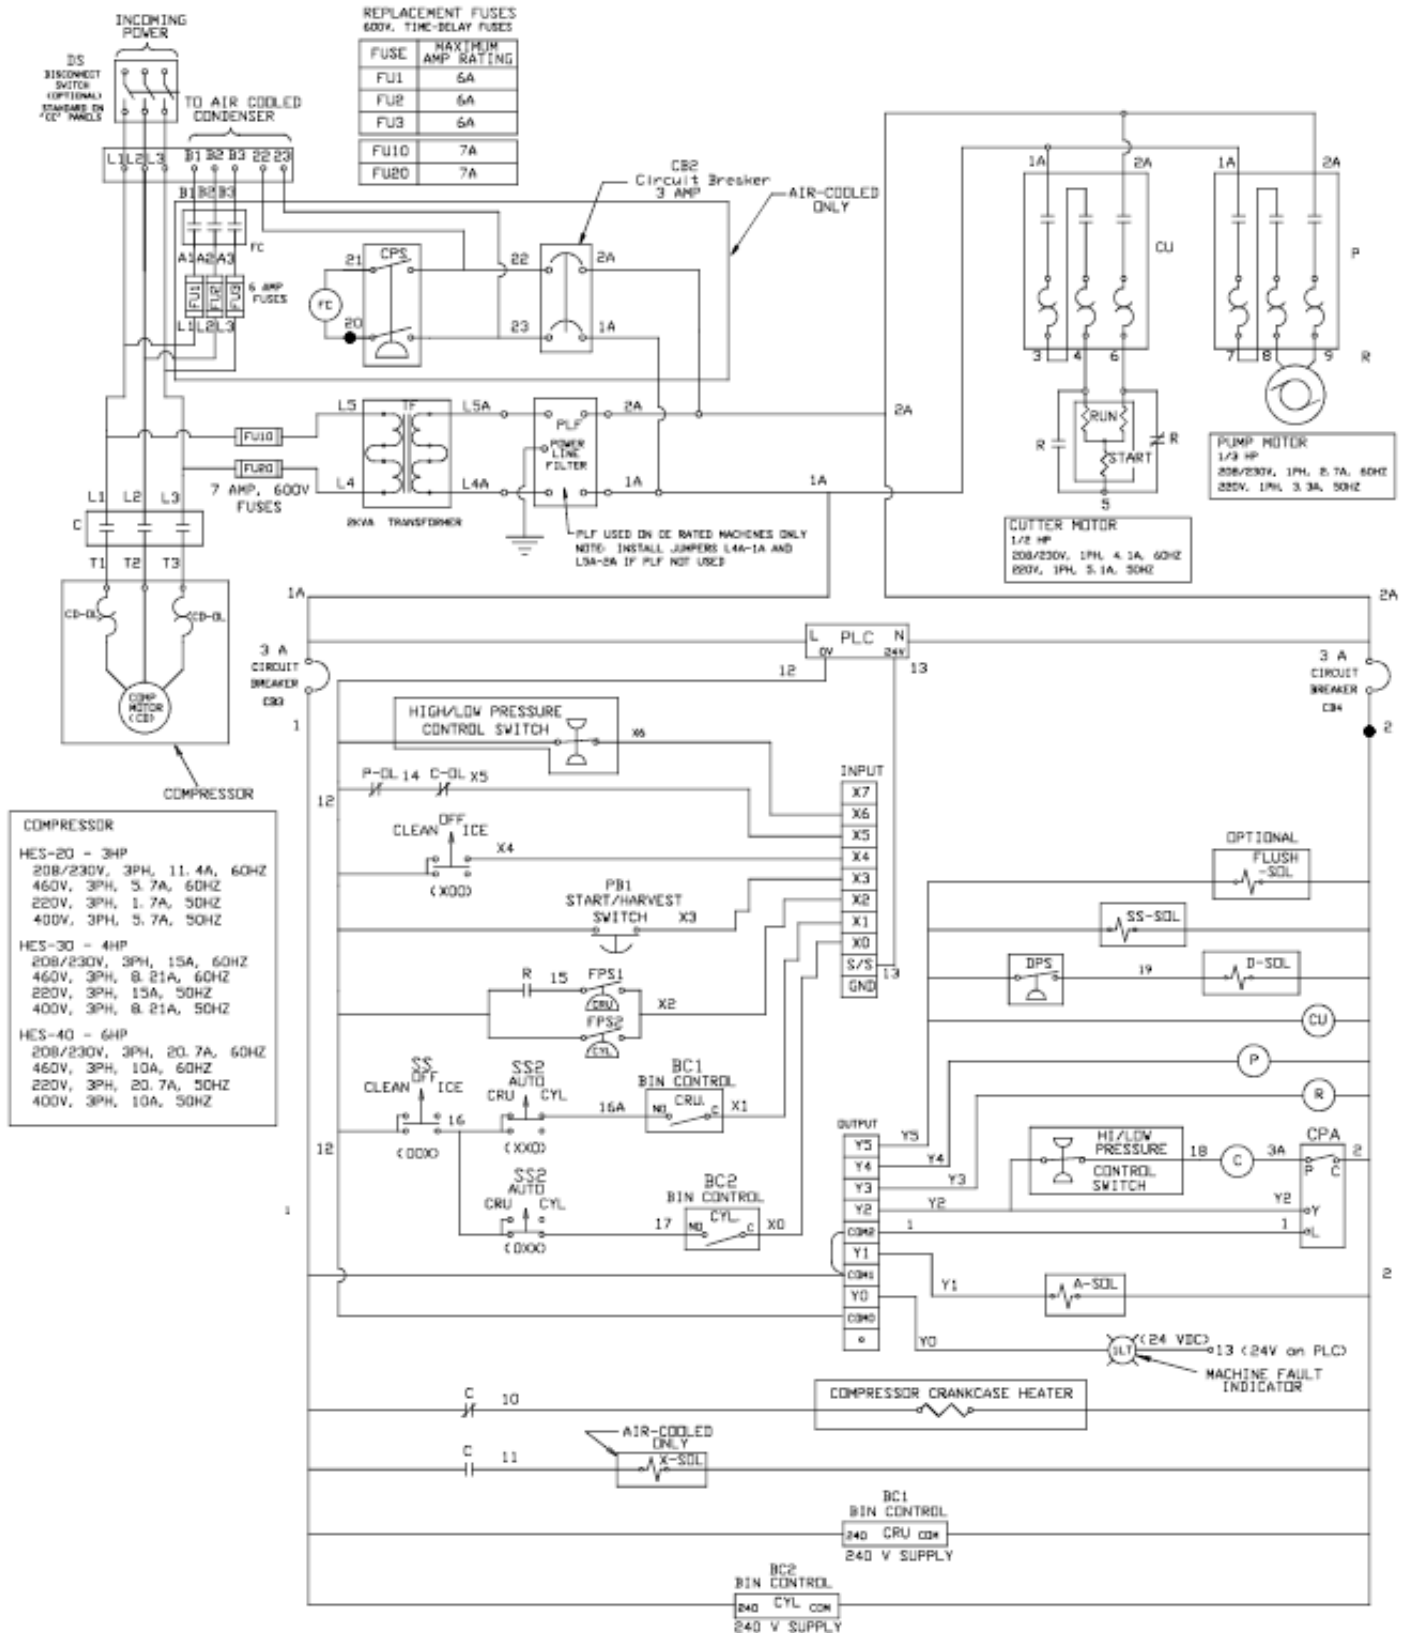 INCOMING
POWER
DS
DISCONNECT
SWITCH
(OPTIONAL)
STANDARD ON
"CE" PANELS
REPLACEMENT FUSES
600V, TIME-DELAY FUSES
FUSE MAXIMUM AMP RATING
FU1 6A
FU2 6A
FU3 6A
FU10 7A
FU20 7A
TO AIR COOLED
CONDENSER
L1 L2 L3 B1 B2 B3 22 23
B1 B2 B3
FC
A1 A2 A3
FU1 FU2 FU3
6 AMP
FUSES
L1 L2 L3
CB2
Circuit Breaker
3 AMP
AIR-COOLED
ONLY
21 CPS 22 2A
FC
20 23 1A
1A 2A 1A 2A
CU P
3 4 6 7 8 9 R
RUN
R R
START
5
PUMP MOTOR
1/3 HP
208/230V, 1PH, 2.7A, 60HZ
220V, 1PH, 3.3A, 50HZ
CUTTER MOTOR
1/2 HP
208/230V, 1PH, 4.1A, 60HZ
220V, 1PH, 5.1A, 50HZ
L5 TF L5A 2A 2A
FU10
PLF
POWER
LINE
FILTER
FU20
L4 L4A 1A 1A
7 AMP, 600V
FUSES
2KVA TRANSFORMER
PLF USED ON CE RATED MACHINES ONLY
NOTE: INSTALL JUMPERS L4A-1A AND
L5A-2A IF PLF NOT USED
L1 L2 L3
C
T1 T2 T3
CD-OL CD-OL
COMP
MOTOR
(CD)
COMPRESSOR
COMPRESSOR
HES-20 - 3HP
208/230V, 3PH, 11.4A, 60HZ
460V, 3PH, 5.7A, 60HZ
220V, 3PH, 1.7A, 50HZ
400V, 3PH, 5.7A, 50HZ
HES-30 - 4HP
208/230V, 3PH, 15A, 60HZ
460V, 3PH, 8.21A, 60HZ
220V, 3PH, 15A, 50HZ
400V, 3PH, 8.21A, 50HZ
HES-40 - 6HP
208/230V, 3PH, 20.7A, 60HZ
460V, 3PH, 10A, 60HZ
220V, 3PH, 20.7A, 50HZ
400V, 3PH, 10A, 50HZ
1A 2A
L PLC N
0V 24V
12 13
3 A
CIRCUIT
BREAKER
CB3
3 A
CIRCUIT
BREAKER
CB4
1 2
HIGH/LOW PRESSURE
CONTROL SWITCH
X6
P-OL 14 C-OL X5
12
OFF
CLEAN ICE
X4
(X00)
PB1
START/HARVEST
SWITCH X3
R 15 FPS1
CRU
X2
FPS2
CYL
INPUT
X7
X6
X5
X4
X3
X2
X1
X0
S/S 13
GND
OPTIONAL
FLUSH
-SOL
SS-SOL
DPS 19 D-SOL
CU
P
R
SS
OFF
CLEAN ICE
16
(00X)
SS2
AUTO
CRU CYL
(XX0)
16A
BC1
BIN CONTROL
CRU.
NO C X1
12
SS2
AUTO
CRU CYL
(0XX)
17
BC2
BIN CONTROL
CYL.
NO C X0
1
OUTPUT
Y5 Y5
Y4 Y4
Y3 Y3
Y2 Y2
COM2 1
Y1
COM1
Y0
COM0
HI/LOW
PRESSURE
CONTROL
SWITCH
18 C 3A
CPA
P C 2
Y2 Y
1 L
2
Y1 A-SOL
Y0
1LT
(24 VDC)
13 (24V on PLC)
MACHINE FAULT
INDICATOR
C 10
COMPRESSOR CRANKCASE HEATER
AIR-COOLED
ONLY
C 11 X-SOL
BC1
BIN CONTROL
240 CRU COM
240 V SUPPLY
BC2
BIN CONTROL
240 CYL COM
240 V SUPPLY